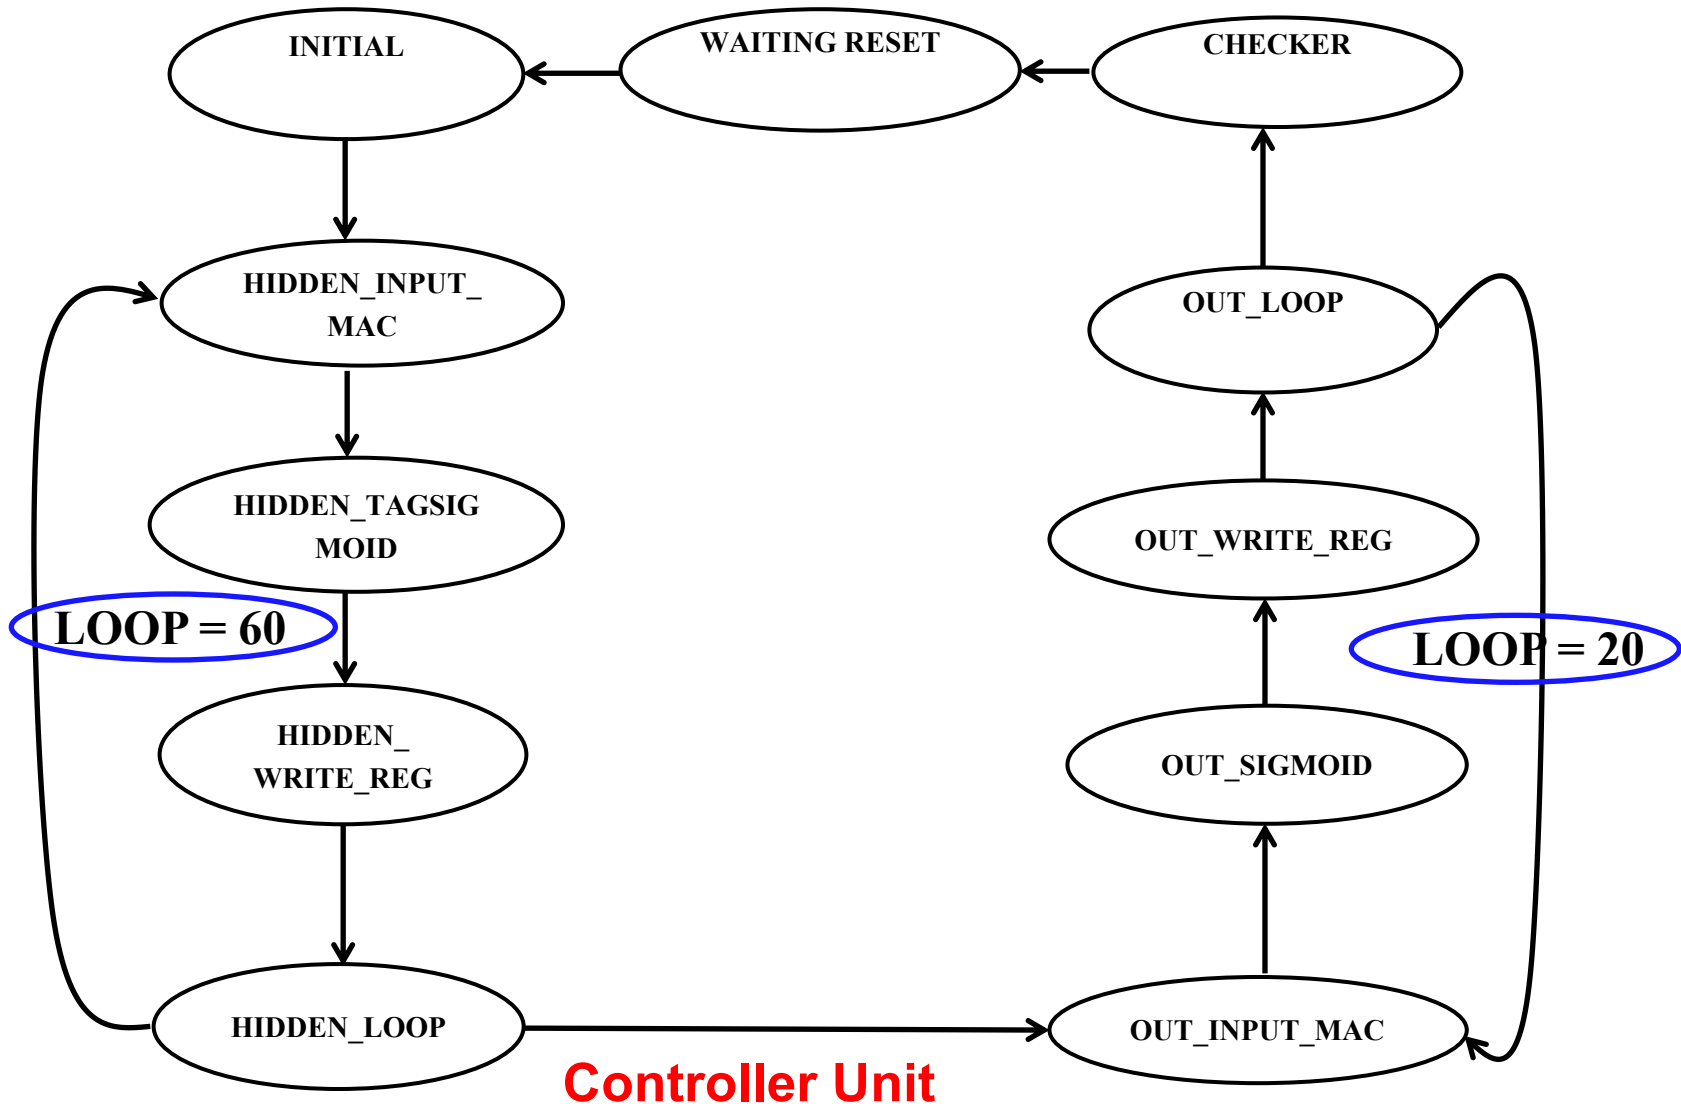 INITIAL
WAITING RESET
CHECKER
HIDDEN_INPUT_
MAC
OUT_LOOP
HIDDEN_TAGSIG
MOID
OUT_WRITE_REG
LOOP = 60
LOOP = 20
HIDDEN_
WRITE_REG
OUT_SIGMOID
HIDDEN_LOOP
OUT_INPUT_MAC
Controller Unit